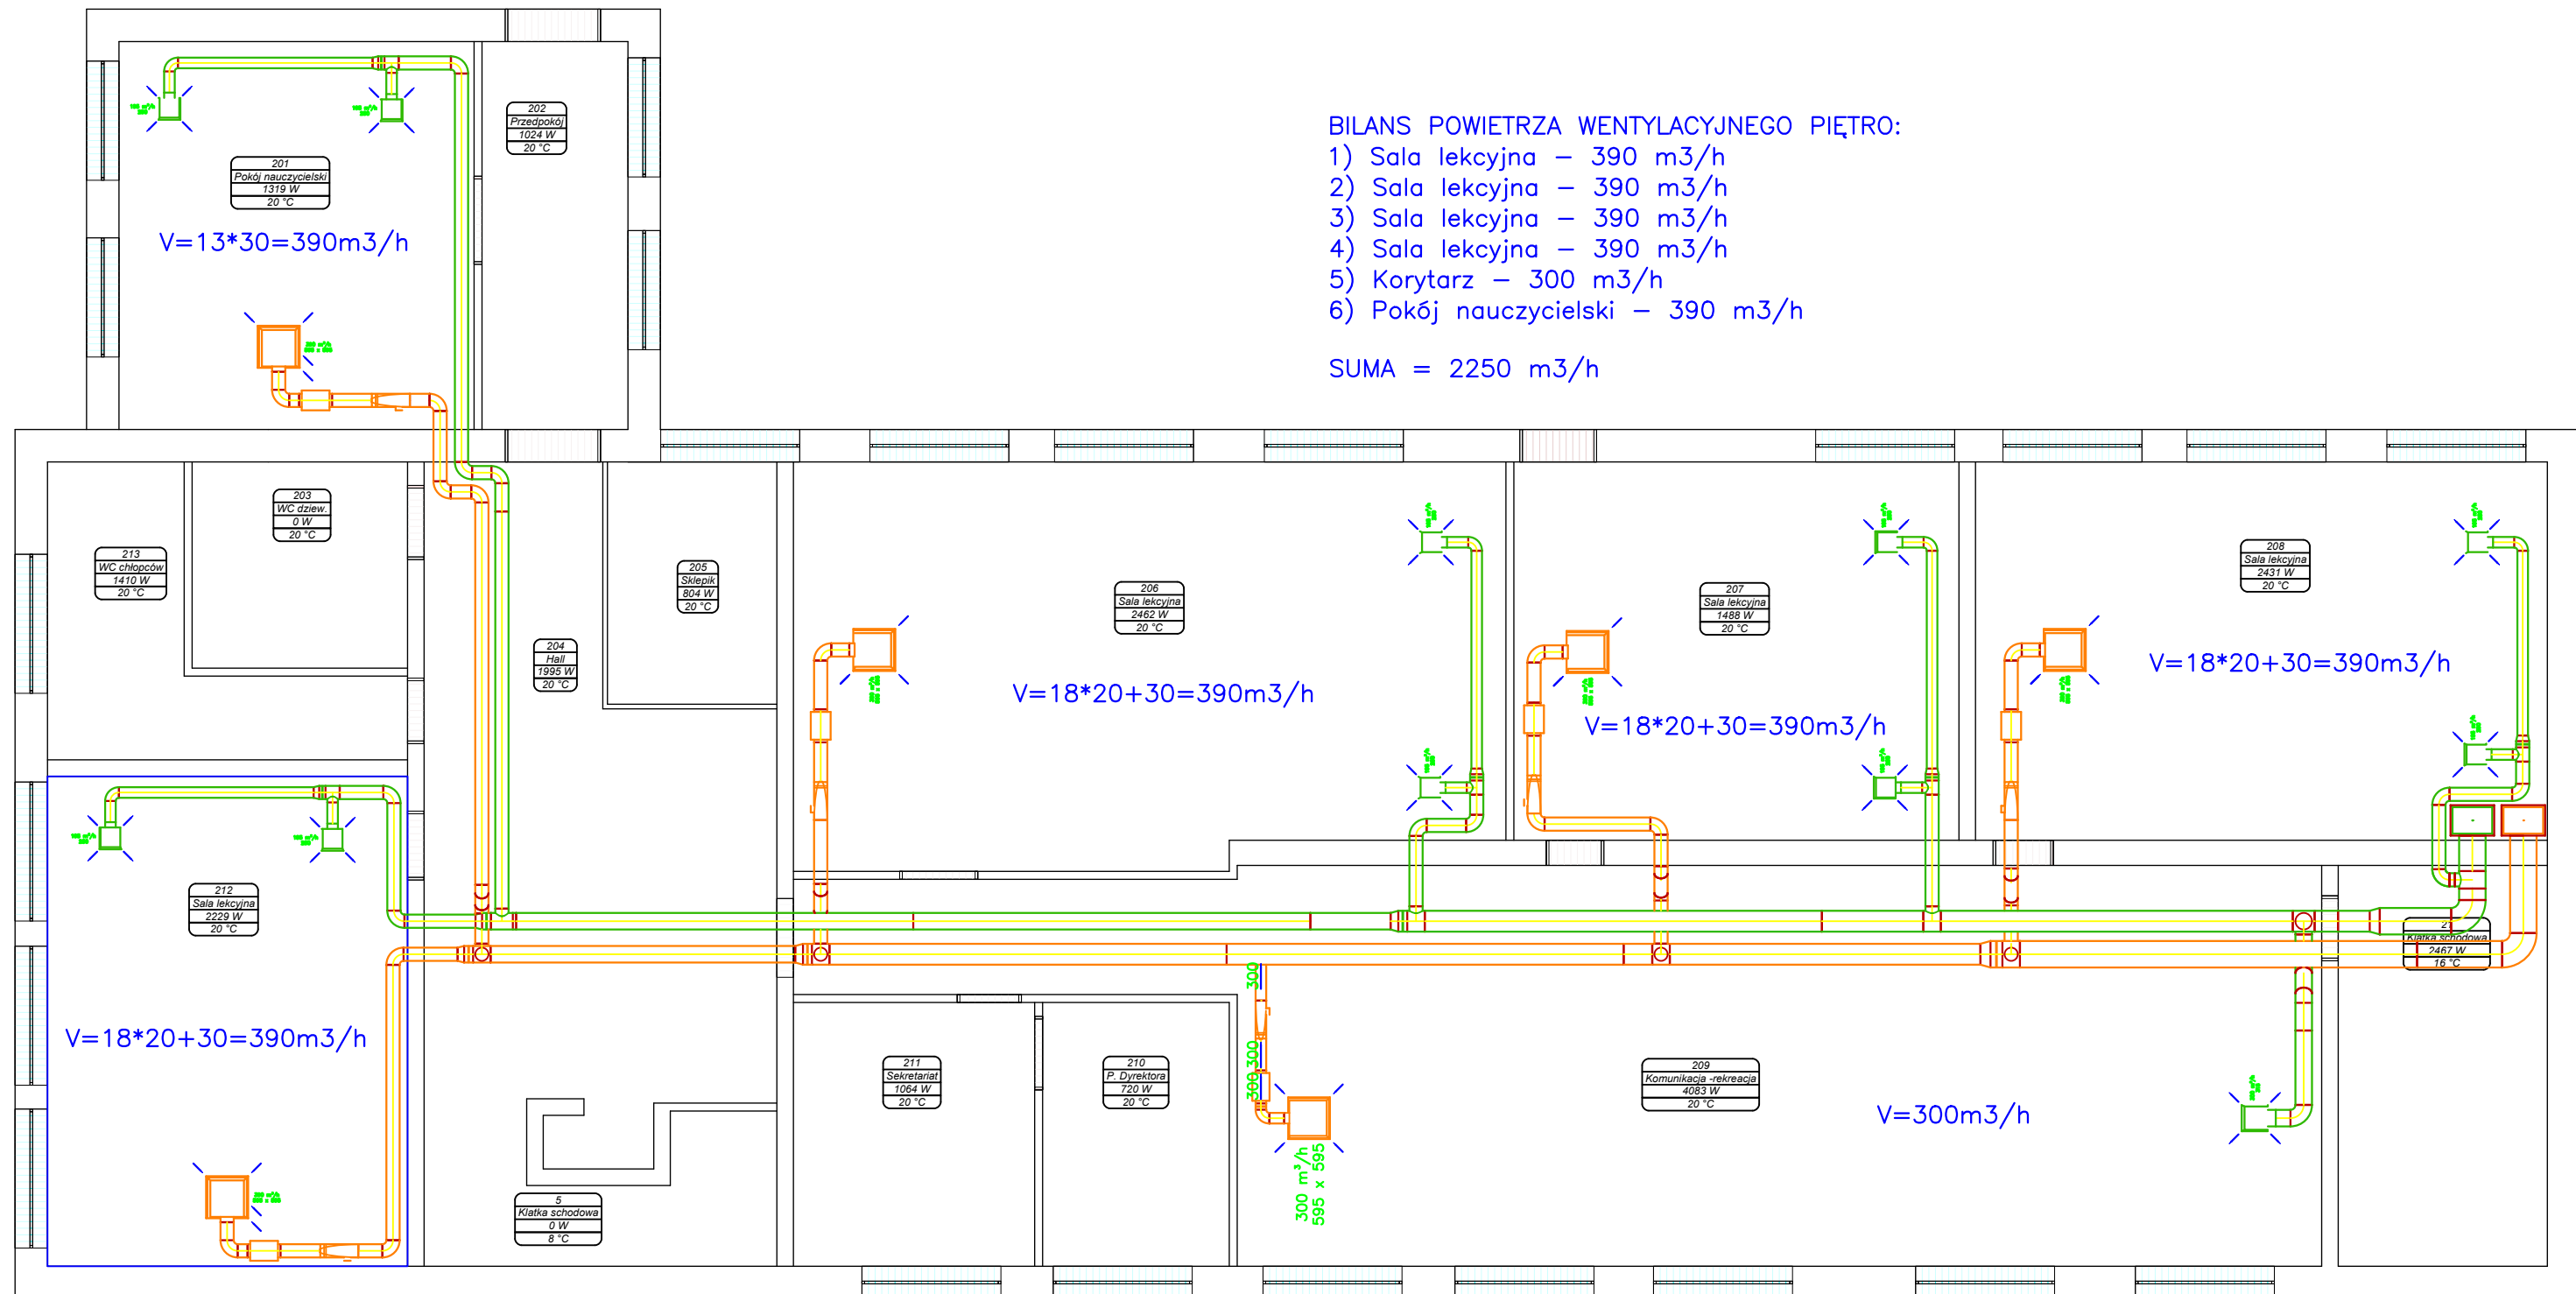 BILANS POWIETRZA WENTYLACYJNEGO PIĘTRO:
1) Sala lekcyjna – 390 m3/h
2) Sala lekcyjna – 390 m3/h
3) Sala lekcyjna – 390 m3/h
4) Sala lekcyjna – 390 m3/h
5) Korytarz – 300 m3/h
6) Pokój nauczycielski – 390 m3/h
SUMA = 2250 m3/h
201
Pokój nauczycielski
1319 W
20 °C
V=13*30=390m3/h
202
Przedpokój
1024 W
20 °C
203
WC dziew.
0 W
20 °C
213
WC chłopców
1410 W
20 °C
204
Hall
1995 W
20 °C
205
Sklepik
804 W
20 °C
206
Sala lekcyjna
2462 W
20 °C
V=18*20+30=390m3/h
207
Sala lekcyjna
1488 W
20 °C
V=18*20+30=390m3/h
208
Sala lekcyjna
2431 W
20 °C
V=18*20+30=390m3/h
212
Sala lekcyjna
2229 W
20 °C
V=18*20+30=390m3/h
Klatka schodowa
2467 W
16 °C
211
Sekretariat
1064 W
20 °C
210
P. Dyrektora
720 W
20 °C
300
300
300
300 m³/h
595 x 595
209
Komunikacja -rekreacja
4083 W
20 °C
V=300m3/h
5
Klatka schodowa
0 W
8 °C